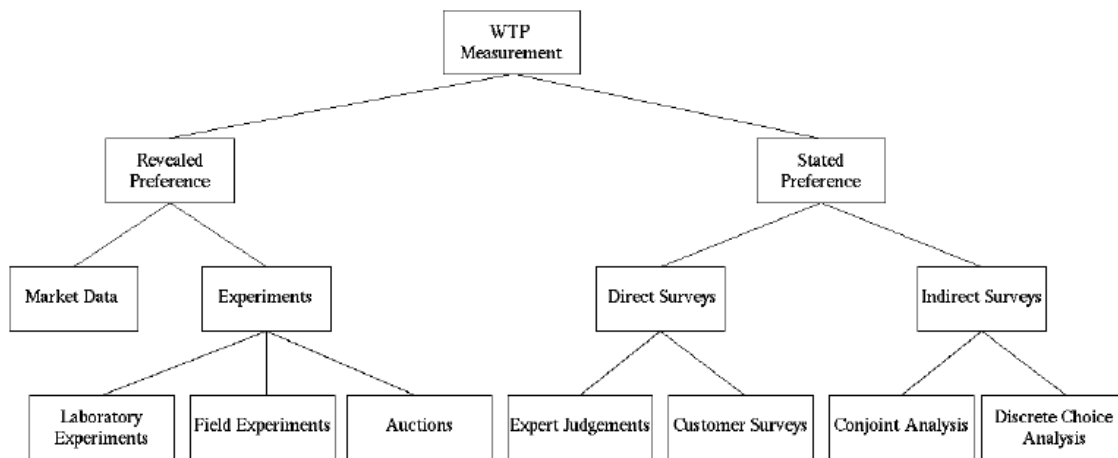 WTP
Measurement
Revealed
Preference
Stated
Preference
Market Data
Experiments
Direct Surveys
Indirect Surveys
Laboratory
Experiments
Field Experiments
Auctions
Expert Judgements
Customer Surveys
Conjoint Analysis
Discrete Choice
Analysis